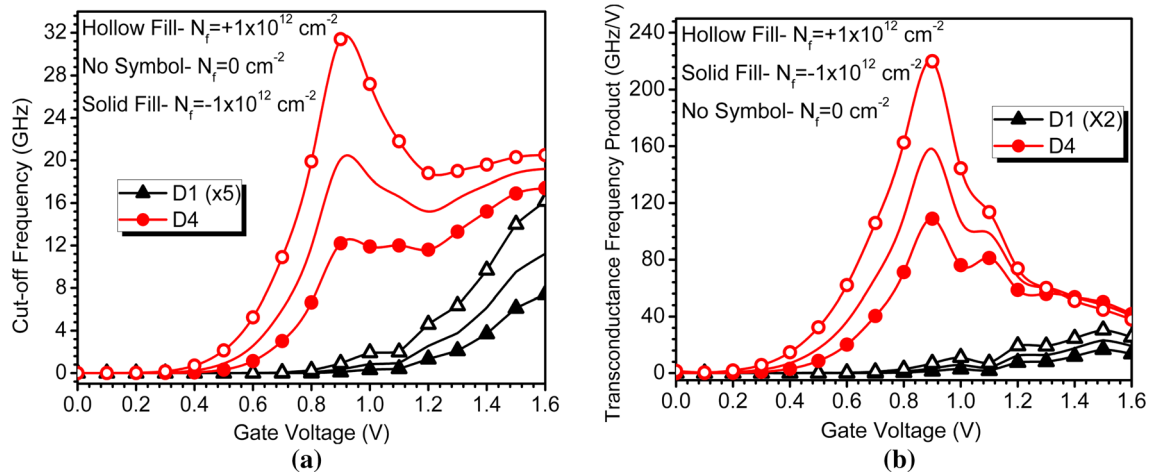 Hollow Fill- N_f=+1x10^12 cm^-2
No Symbol- N_f=0 cm^-2
Solid Fill- N_f=-1x10^12 cm^-2
D1 (x5)
D4
Cut-off Frequency (GHz)
32
28
24
20
16
12
8
4
0
0.0 0.2 0.4 0.6 0.8 1.0 1.2 1.4 1.6
Gate Voltage (V)
(a)
Hollow Fill- N_f=+1x10^12 cm^-2
Solid Fill- N_f=-1x10^12 cm^-2
No Symbol- N_f=0 cm^-2
D1 (X2)
D4
Transconductance Frequency Product (GHz/V)
240
200
160
120
80
40
0
0.0 0.2 0.4 0.6 0.8 1.0 1.2 1.4 1.6
Gate Voltage (V)
(b)